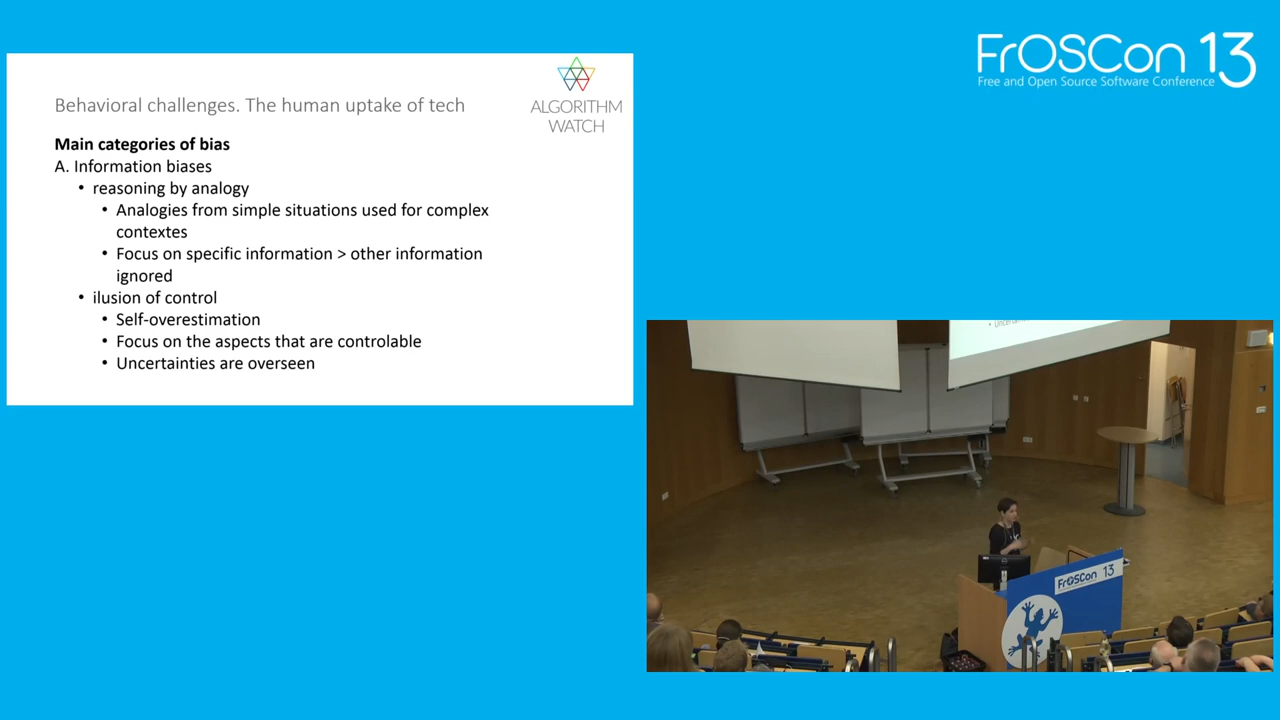 FrOSCon 13
Free and Open Source Software Conference
ALGORITHM
WATCH
Behavioral challenges. The human uptake of tech
Main categories of bias
A. Information biases
• reasoning by analogy
• Analogies from simple situations used for complex
contextes
• Focus on specific information > other information
ignored
• ilusion of control
• Self-overestimation
• Focus on the aspects that are controlable
• Uncertainties are overseen
FrOSCon 13